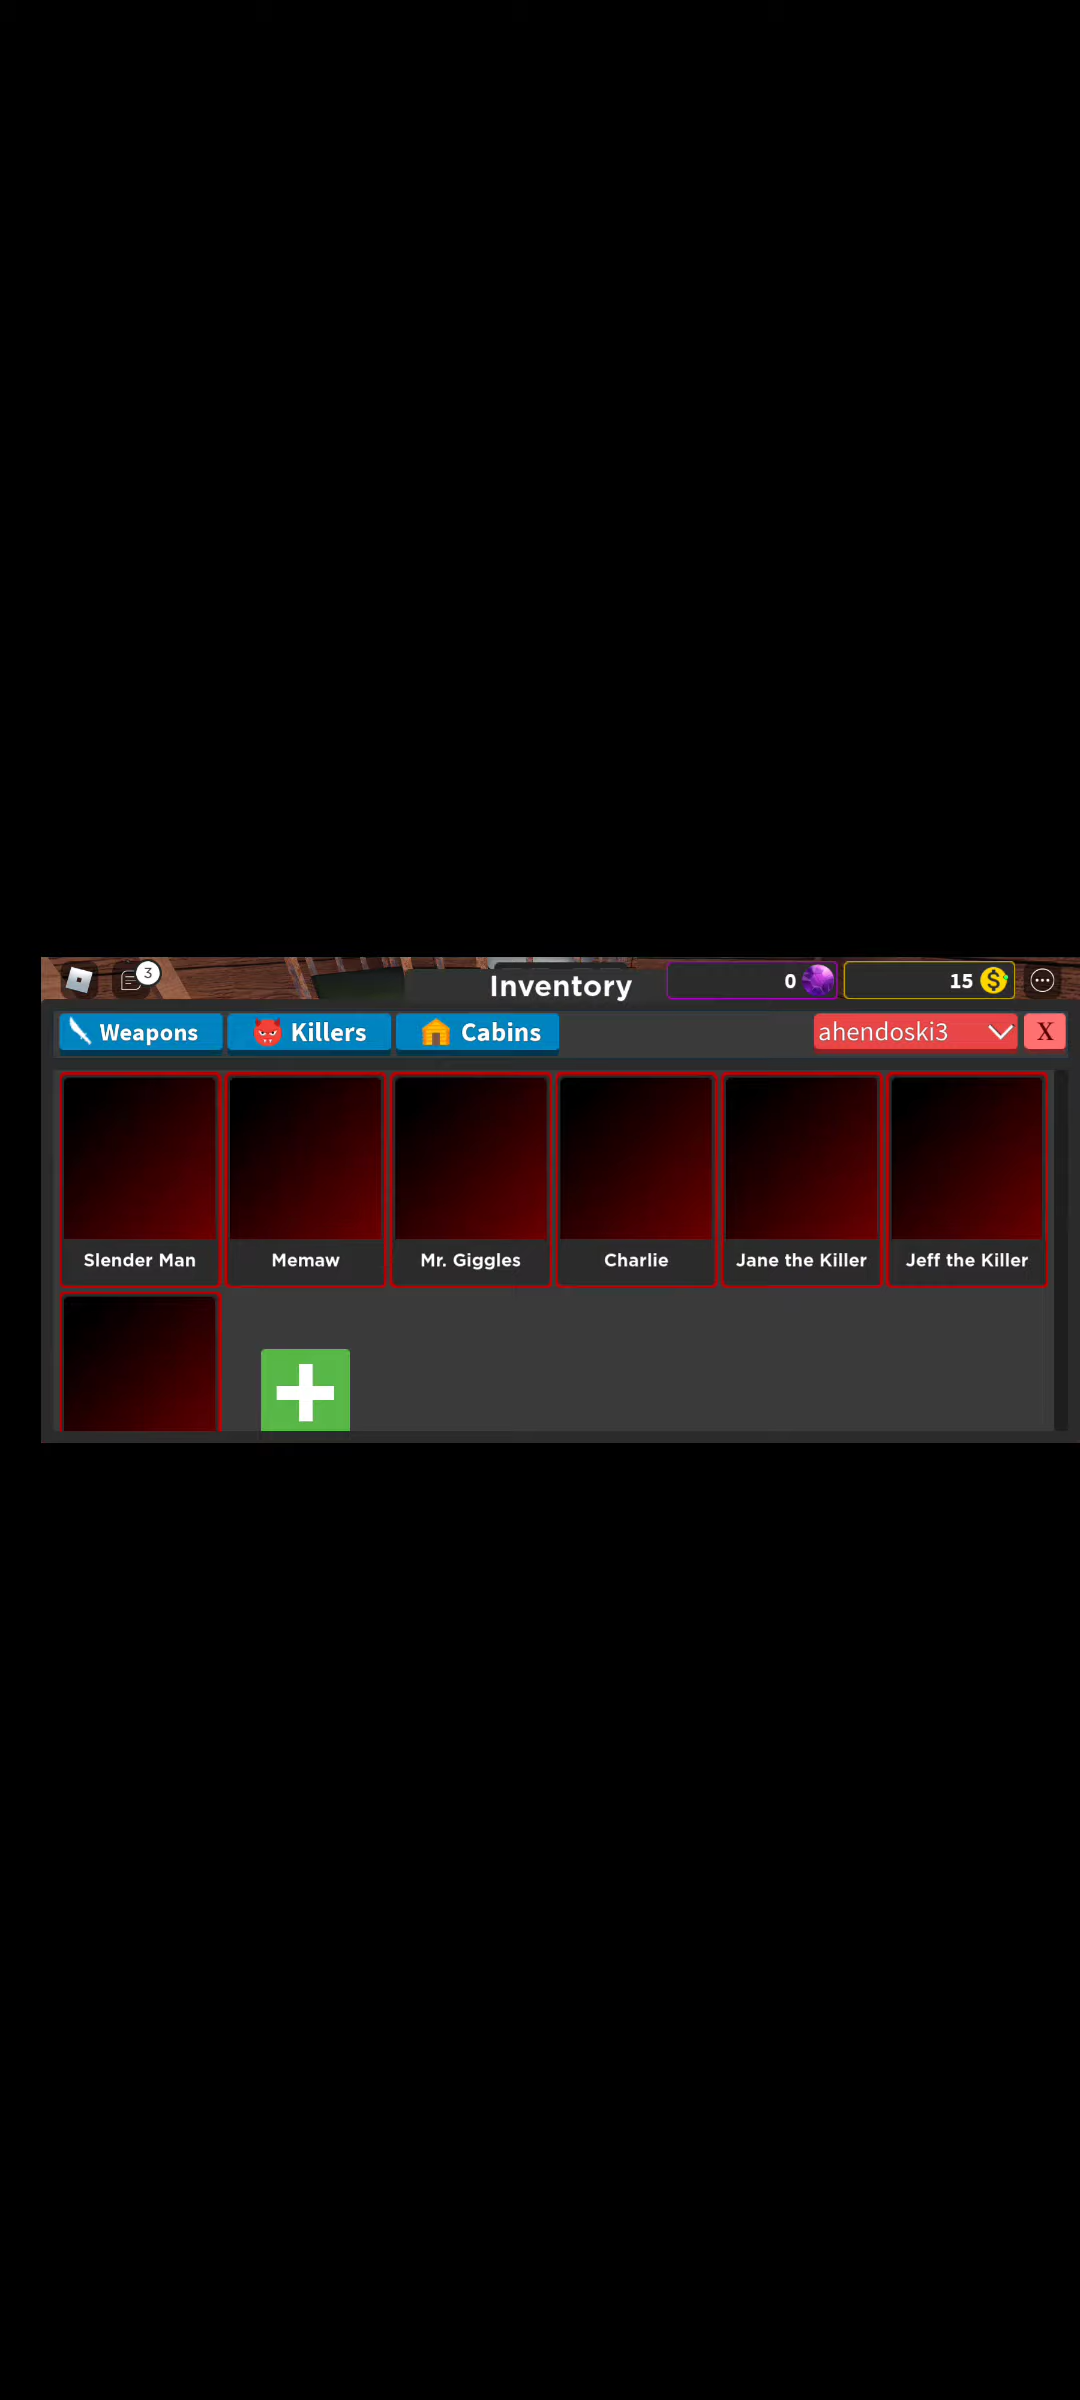 3
Inventory
0
15
Weapons
Killers
Cabins
ahendoski3
X
Slender Man
Memaw
Mr. Giggles
Charlie
Jane the Killer
Jeff the Killer